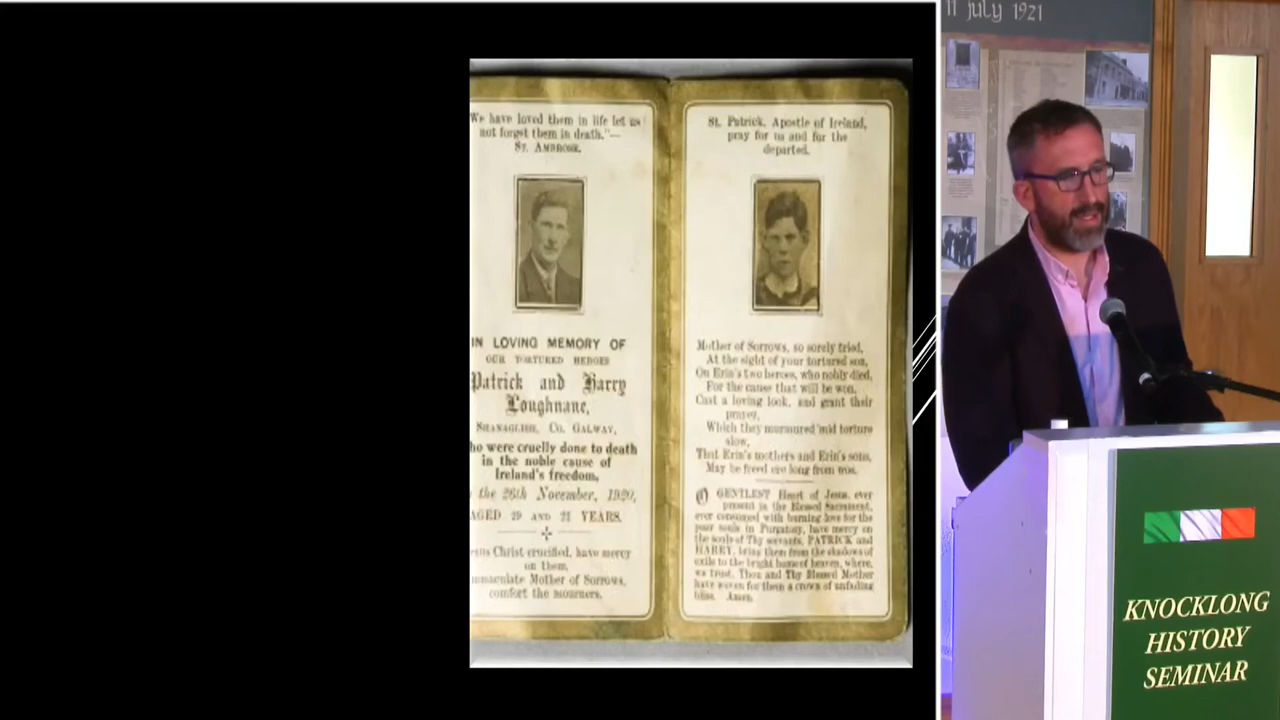 We have loved them in life let us
not forget them in death."—
ST. AMBROSE.
IN LOVING MEMORY OF
OUR TORTURED HEROES
Patrick and Harry
Loughnane,
SHANAGLISH, CO. GALWAY,
ho were cruelly done to death
in the noble cause of
Ireland's freedom,
the 26th November, 1920,
AGED 29 AND 21 YEARS.
sus Christ crucified, have mercy
on them,
mmaculate Mother of Sorrows,
comfort the mourners.
St. Patrick, Apostle of Ireland,
pray for us and for the
departed.
Mother of Sorrows, so sorely tried,
At the sight of your tortured son,
On Erin's two heroes, who nobly died,
For the cause that will be won,
Cast a loving look, and grant their
prayer,
Which they murmured 'mid torture
slow,
That Erin's mothers and Erin's sons,
May be freed ere long from woe.
O GENTLEST Heart of Jesus, ever
present in the Blessed Sacrament,
ever consumed with burning love for the
poor souls in Purgatory, have mercy on
the souls of Thy servants, PATRICK and
HARRY, bring them from the shadows of
exile to the bright home of heaven, where,
we trust, Thou and Thy Blessed Mother
have woven for them a crown of unfading
bliss. Amen.
11 july 1921
KNOCKLONG
HISTORY
SEMINAR